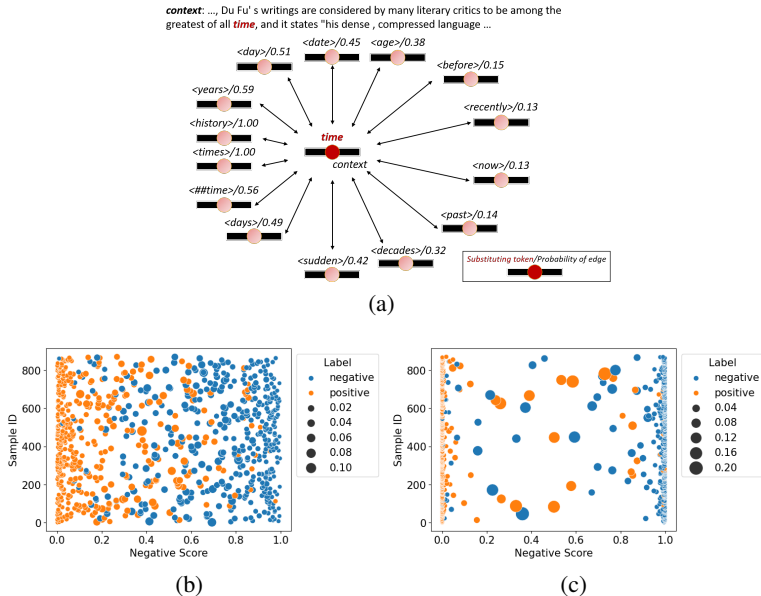 context: ..., Du Fu' s writings are considered by many literary critics to be among the
greatest of all time, and it states "his dense , compressed language ...
<day>/0.51
<date>/0.45
<age>/0.38
<before>/0.15
<years>/0.59
<recently>/0.13
<history>/1.00
time
<times>/1.00
context
<now>/0.13
<##time>/0.56
<past>/0.14
<days>/0.49
<decades>/0.32
<sudden>/0.42
Substituting token/Probability of edge
(a)
Sample ID
800
600
400
200
0
0.0 0.2 0.4 0.6 0.8 1.0
Negative Score
Label
negative
positive
0.02
0.04
0.06
0.08
0.10
(b)
Sample ID
800
600
400
200
0
0.0 0.2 0.4 0.6 0.8 1.0
Negative Score
Label
negative
positive
0.04
0.08
0.12
0.16
0.20
(c)